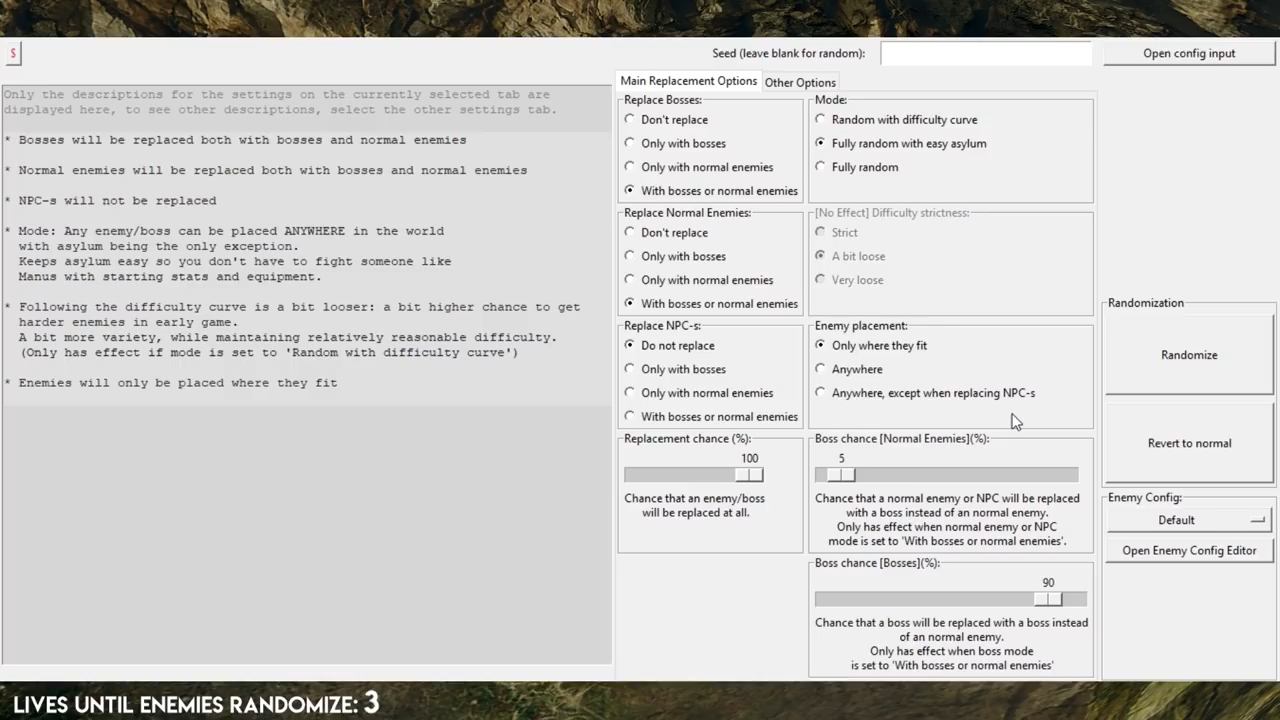 $
Seed (leave blank for random):
Open config input
Only the descriptions for the settings on the currently selected tab are
displayed here, to see other descriptions, select the other settings tab.
* Bosses will be replaced both with bosses and normal enemies
* Normal enemies will be replaced both with bosses and normal enemies
* NPC-s will not be replaced
* Mode: Any enemy/boss can be placed ANYWHERE in the world
with asylum being the only exception.
Keeps asylum easy so you don't have to fight someone like
Manus with starting stats and equipment.
* Following the difficulty curve is a bit looser: a bit higher chance to get
harder enemies in early game.
A bit more variety, while maintaining relatively reasonable difficulty.
(Only has effect if mode is set to 'Random with difficulty curve')
* Enemies will only be placed where they fit
Main Replacement Options
Other Options
Replace Bosses:
Don't replace
Only with bosses
Only with normal enemies
With bosses or normal enemies
Mode:
Random with difficulty curve
Fully random with easy asylum
Fully random
Replace Normal Enemies:
Don't replace
Only with bosses
Only with normal enemies
With bosses or normal enemies
[No Effect] Difficulty strictness:
Strict
A bit loose
Very loose
Replace NPC-s:
Do not replace
Only with bosses
Only with normal enemies
With bosses or normal enemies
Enemy placement:
Only where they fit
Anywhere
Anywhere, except when replacing NPC-s
Replacement chance (%):
100
Chance that an enemy/boss
will be replaced at all.
Boss chance [Normal Enemies](%):
5
Chance that a normal enemy or NPC will be replaced
with a boss instead of an normal enemy.
Only has effect when normal enemy or NPC
mode is set to 'With bosses or normal enemies'.
Boss chance [Bosses](%):
90
Chance that a boss will be replaced with a boss instead
of an normal enemy.
Only has effect when boss mode
is set to 'With bosses or normal enemies'
Randomization
Randomize
Revert to normal
Enemy Config:
Default
Open Enemy Config Editor
LIVES UNTIL ENEMIES RANDOMIZE: 3